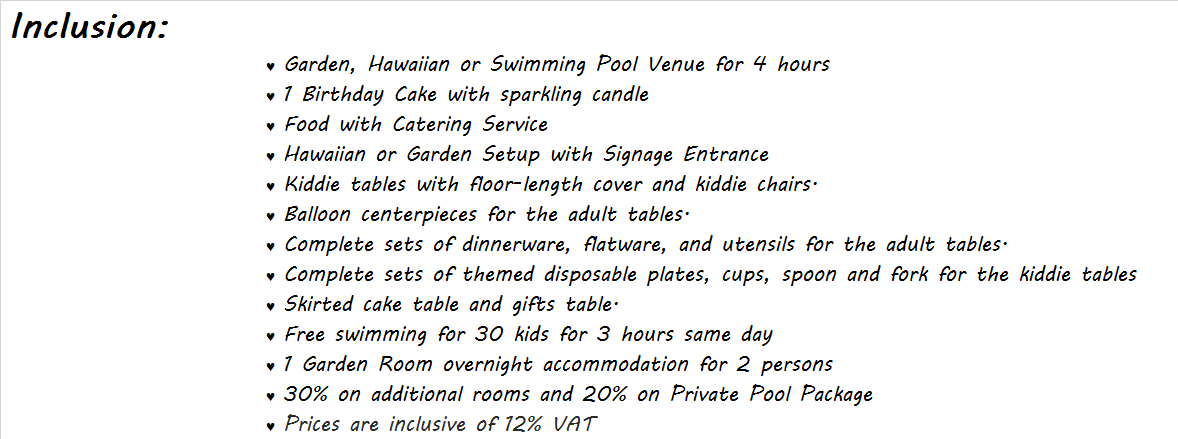 Inclusion:
♥ Garden, Hawaiian or Swimming Pool Venue for 4 hours
♥ 1 Birthday Cake with sparkling candle
♥ Food with Catering Service
♥ Hawaiian or Garden Setup with Signage Entrance
♥ Kiddie tables with floor-length cover and kiddie chairs.
♥ Balloon centerpieces for the adult tables.
♥ Complete sets of dinnerware, flatware, and utensils for the adult tables.
♥ Complete sets of themed disposable plates, cups, spoon and fork for the kiddie tables
♥ Skirted cake table and gifts table.
♥ Free swimming for 30 kids for 3 hours same day
♥ 1 Garden Room overnight accommodation for 2 persons
♥ 30% on additional rooms and 20% on Private Pool Package
♥ Prices are inclusive of 12% VAT